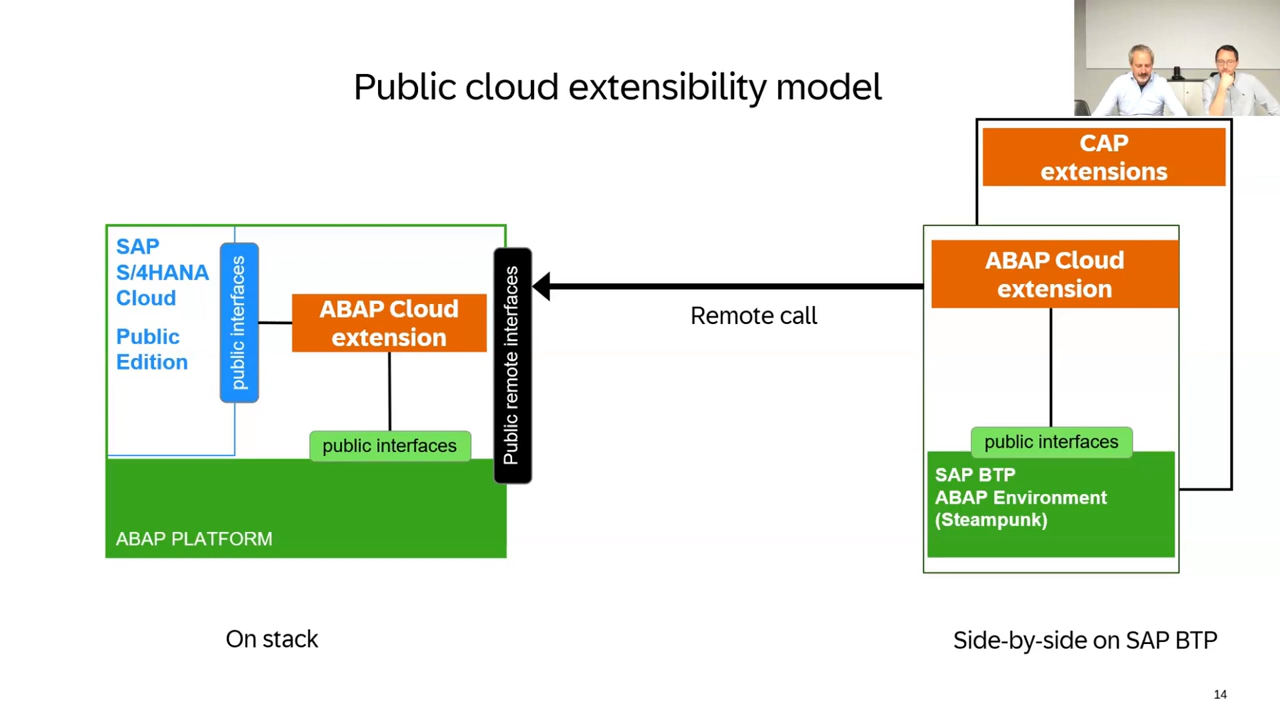 Public cloud extensibility model
SAP
S/4HANA
Cloud
Public
Edition
public interfaces
ABAP Cloud
extension
public interfaces
ABAP PLATFORM
Public remote interfaces
Remote call
CAP
extensions
ABAP Cloud
extension
public interfaces
SAP BTP
ABAP Environment
(Steampunk)
On stack
Side-by-side on SAP BTP
14